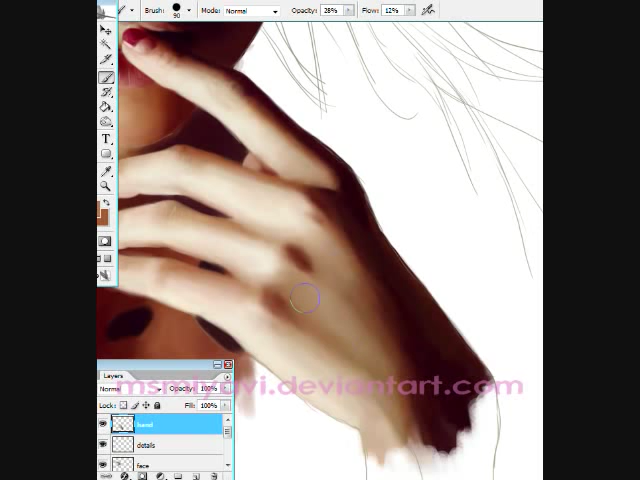 Brush: 90 Mode: Normal Opacity: 28% Flow: 12%
T
msmiyavi.deviantart.com
Layers
Normal Opacity: 100%
Lock: Fill: 100%
hand
details
face